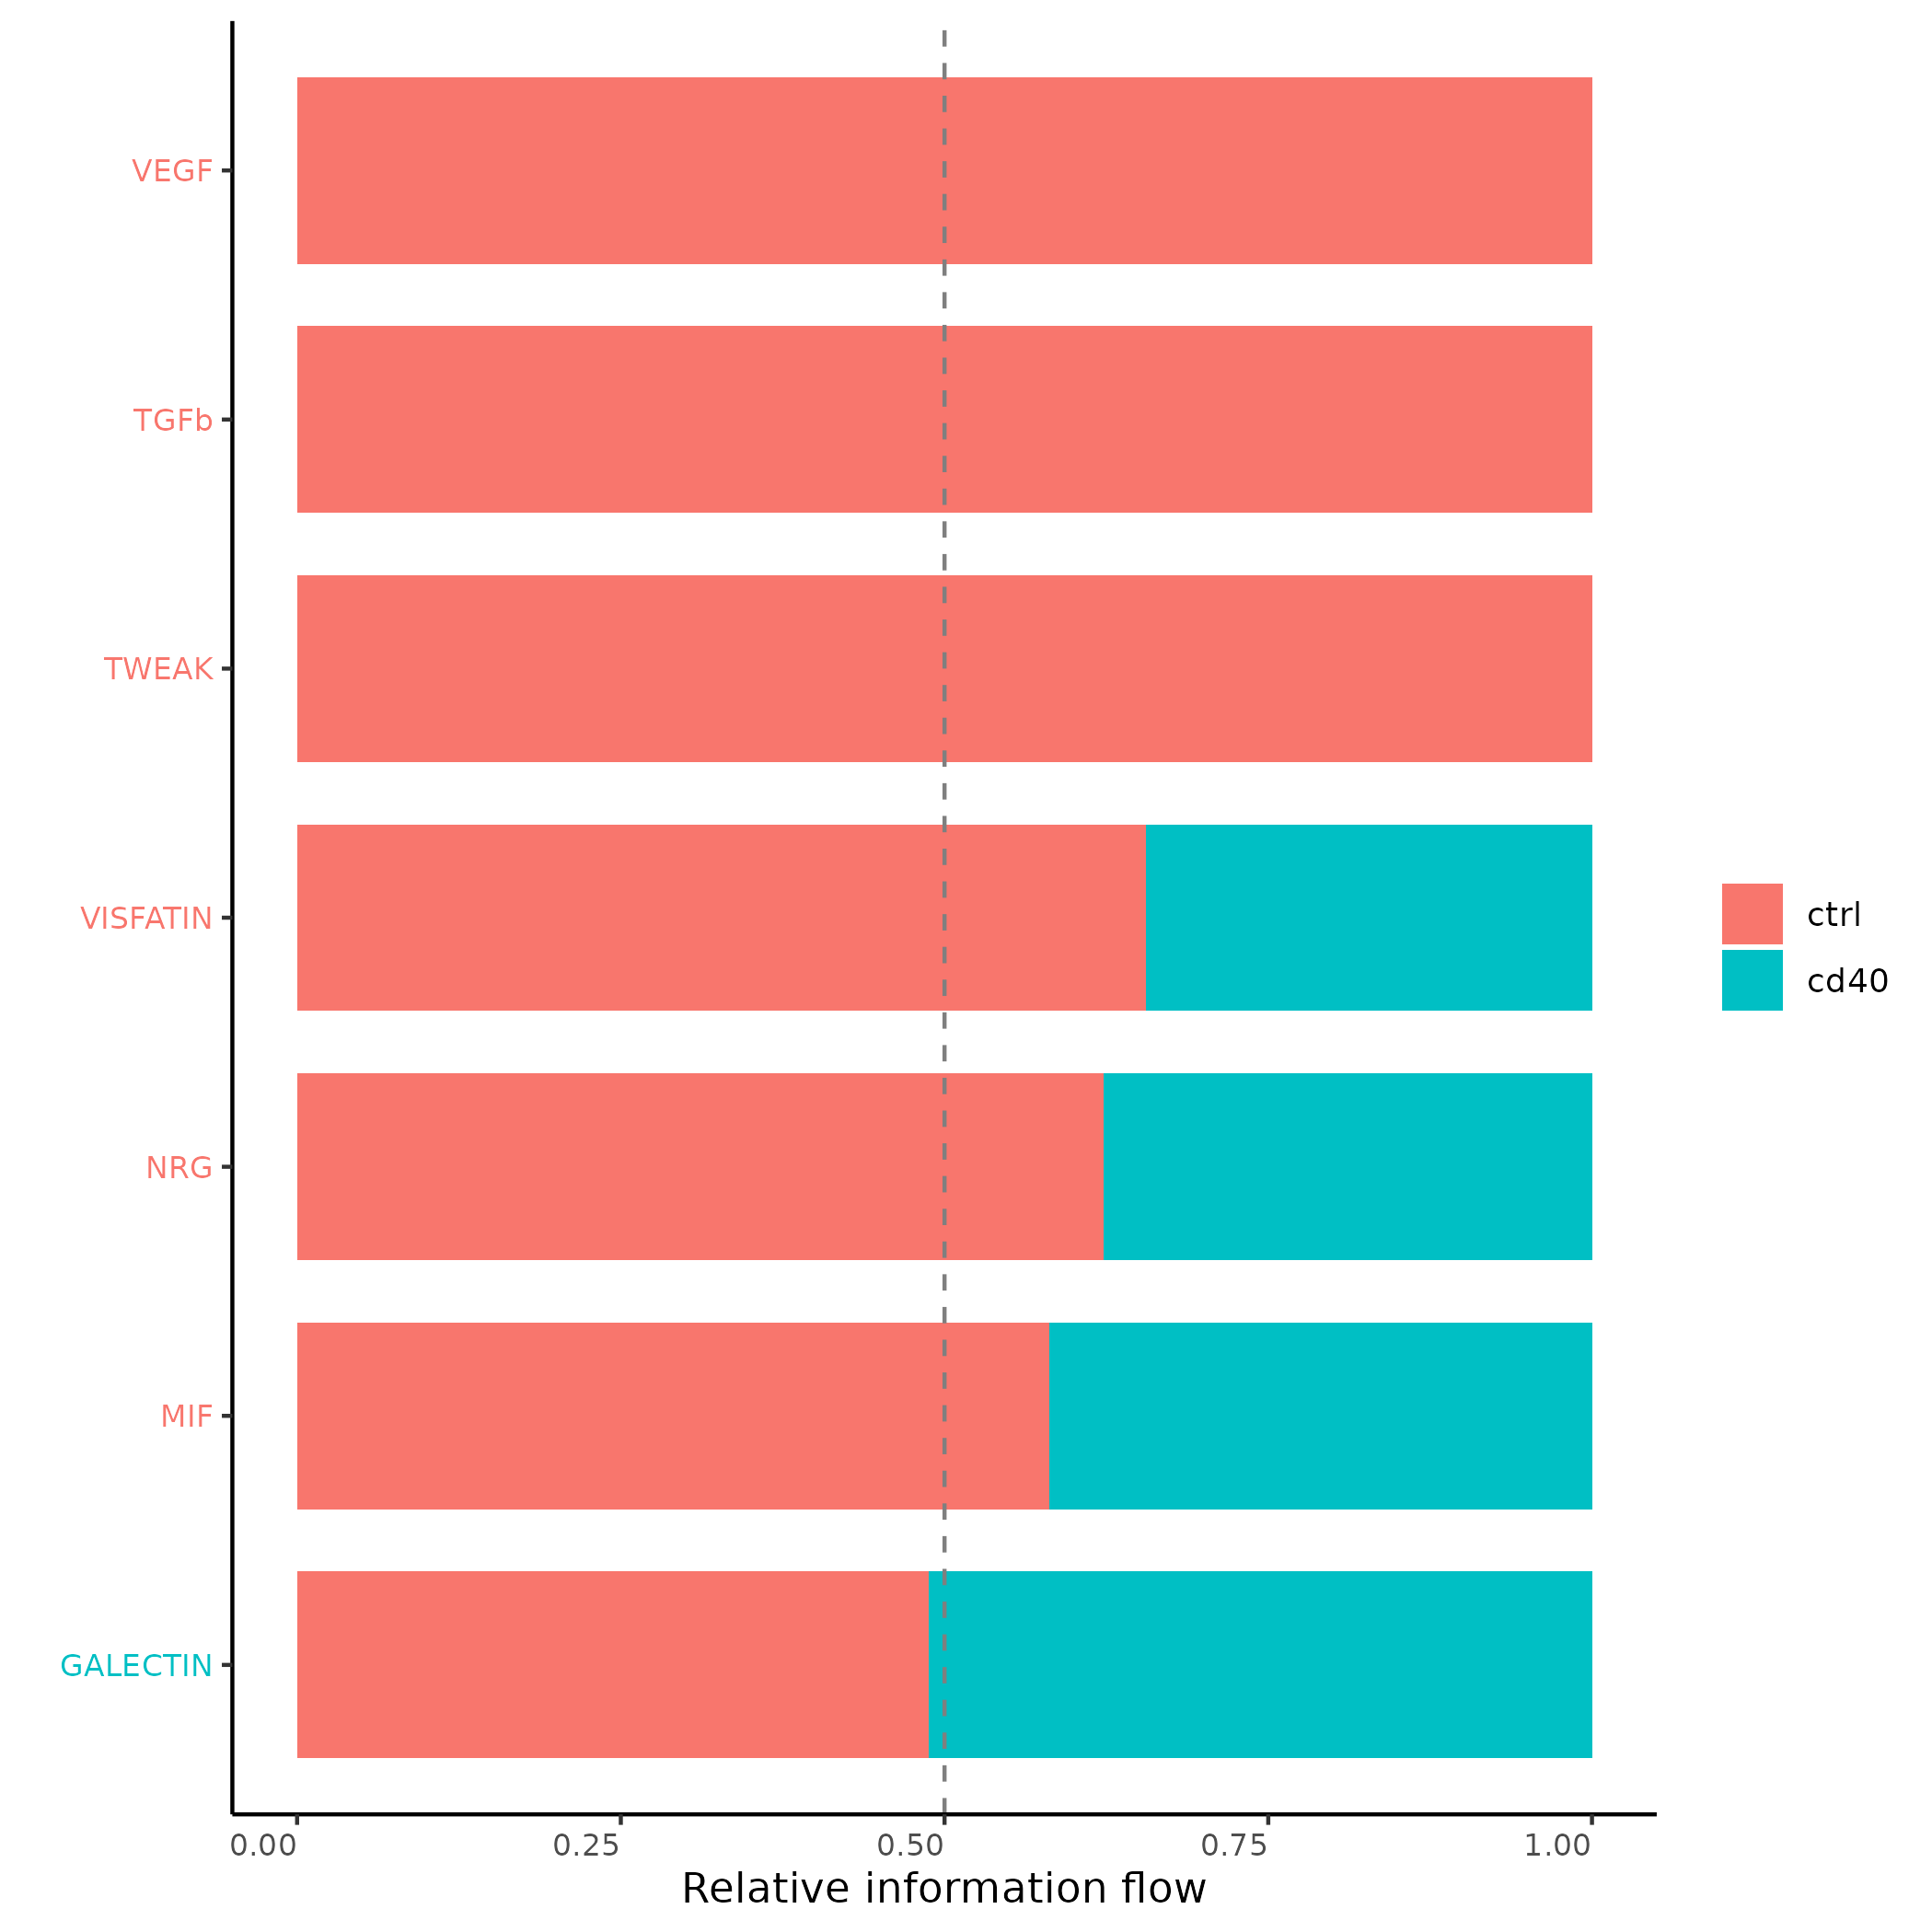 VEGF
TGFb
TWEAK
VISFATIN
NRG
MIF
GALECTIN
0.00 0.25 0.50 0.75 1.00
Relative information flow
ctrl
cd40